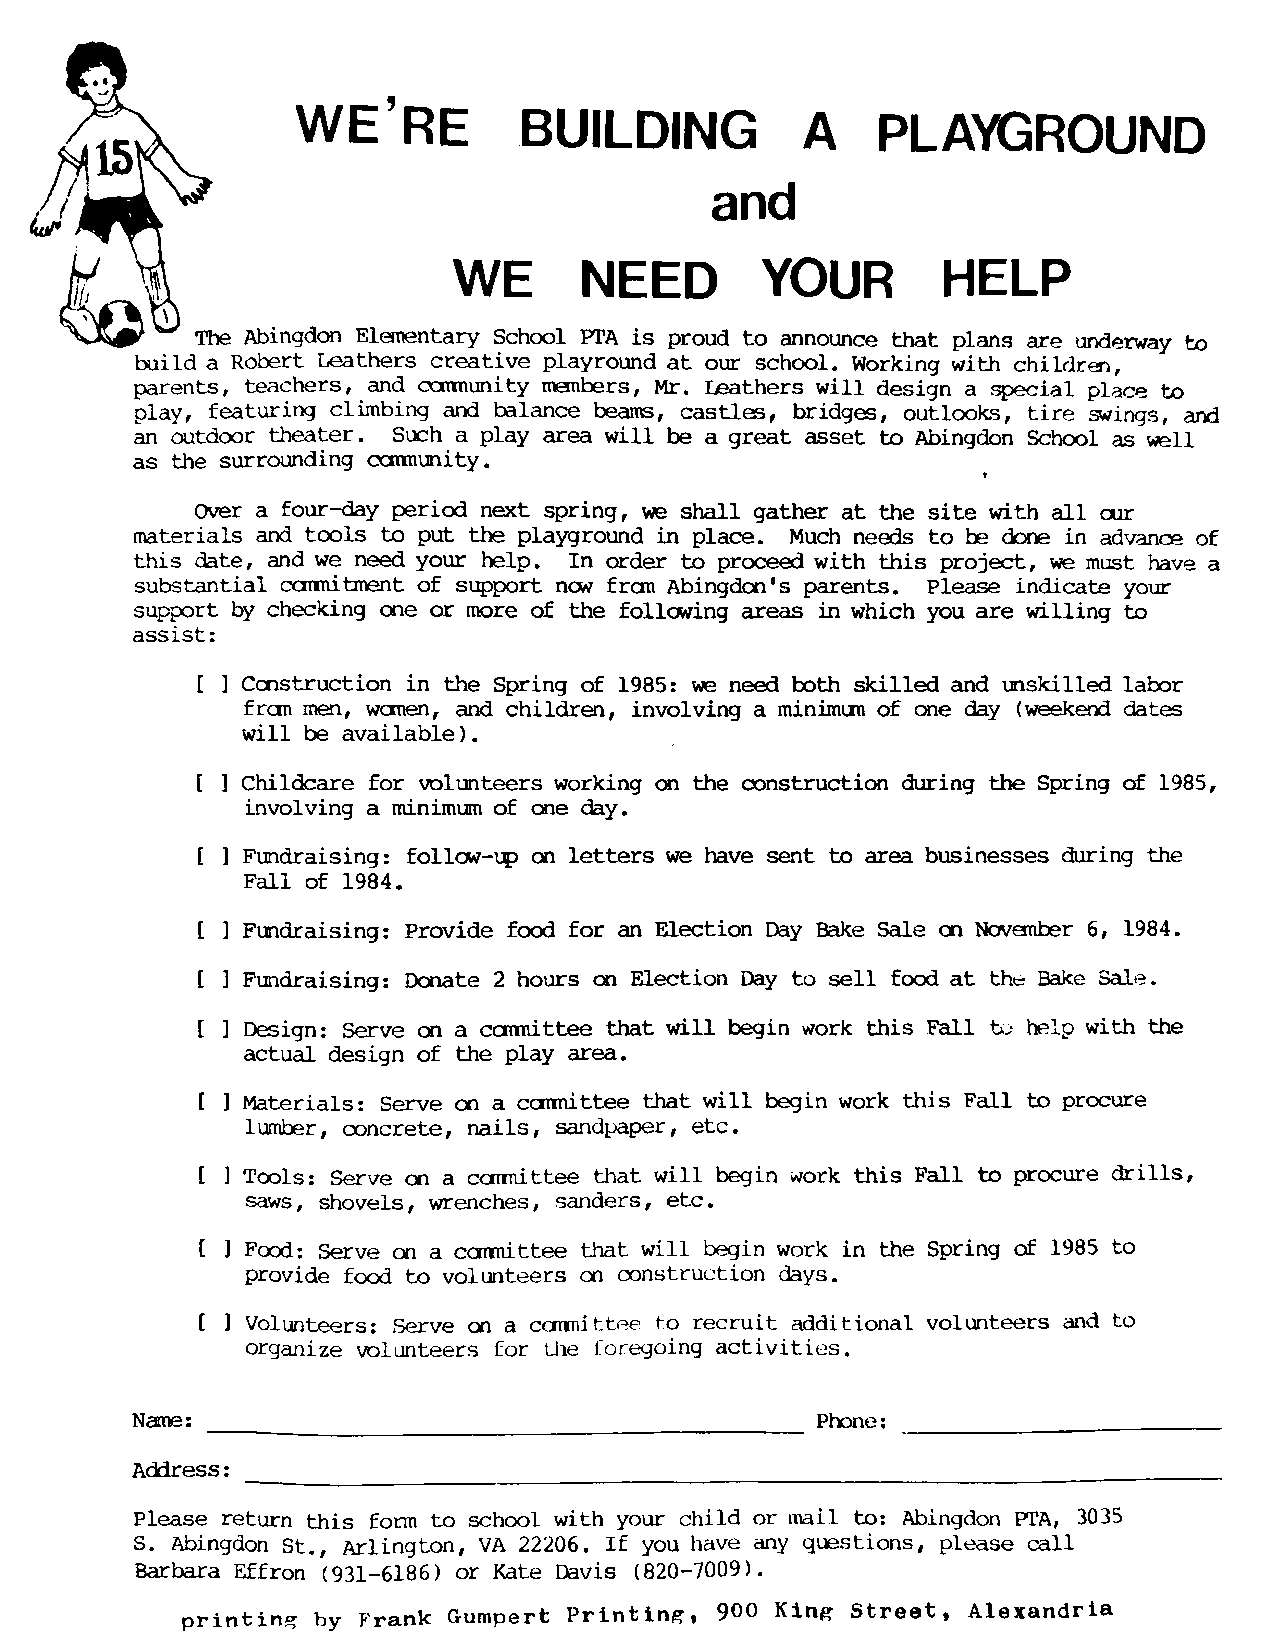 WE'RE BUILDING A PLAYGROUND
and
WE NEED YOUR HELP
15
The Abingdon Elementary School PTA is proud to announce that plans are underway to
build a Robert Leathers creative playround at our school. Working with children,
parents, teachers, and community members, Mr. Leathers will design a special place to
play, featuring climbing and balance beams, castles, bridges, outlooks, tire swings, and
an outdoor theater. Such a play area will be a great asset to Abingdon School as well
as the surrounding community.
Over a four-day period next spring, we shall gather at the site with all our
materials and tools to put the playground in place. Much needs to be done in advance of
this date, and we need your help. In order to proceed with this project, we must have a
substantial commitment of support now from Abingdon's parents. Please indicate your
support by checking one or more of the following areas in which you are willing to
assist:
[ ] Construction in the Spring of 1985: we need both skilled and unskilled labor
from men, women, and children, involving a minimum of one day (weekend dates
will be available).
[ ] Childcare for volunteers working on the construction during the Spring of 1985,
involving a minimum of one day.
[ ] Fundraising: follow-up on letters we have sent to area businesses during the
Fall of 1984.
[ ] Fundraising: Provide food for an Election Day Bake Sale on November 6, 1984.
[ ] Fundraising: Donate 2 hours on Election Day to sell food at the Bake Sale.
[ ] Design: Serve on a committee that will begin work this Fall to help with the
actual design of the play area.
[ ] Materials: Serve on a committee that will begin work this Fall to procure
lumber, concrete, nails, sandpaper, etc.
[ ] Tools: Serve on a committee that will begin work this Fall to procure drills,
saws, shovels, wrenches, sanders, etc.
[ ] Food: Serve on a committee that will begin work in the Spring of 1985 to
provide food to volunteers on construction days.
[ ] Volunteers: Serve on a committee to recruit additional volunteers and to
organize volunteers for the foregoing activities.
Name: Phone:
Address:
Please return this form to school with your child or mail to: Abingdon PTA, 3035
S. Abingdon St., Arlington, VA 22206. If you have any questions, please call
Barbara Effron (931-6186) or Kate Davis (820-7009).
printing by Frank Gumpert Printing, 900 King Street, Alexandria